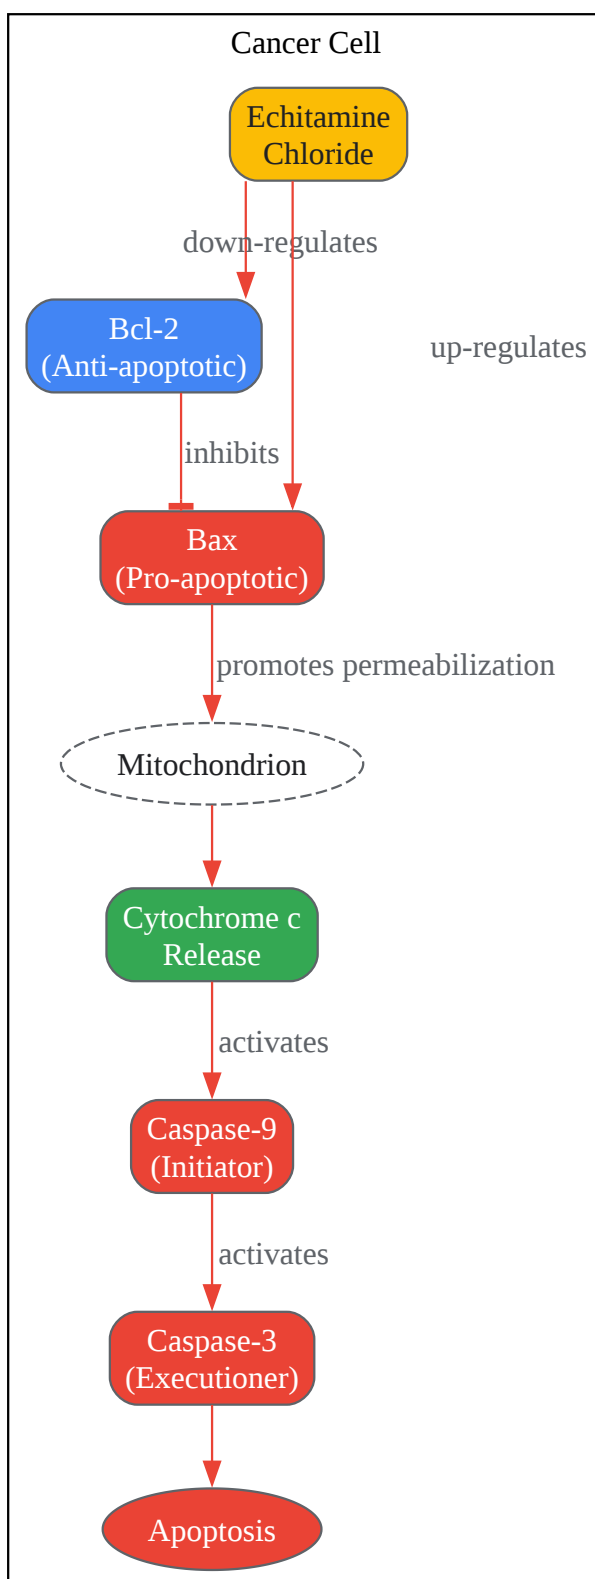 Cancer Cell
Echitamine
Chloride
down-regulates
Bcl-2
(Anti-apoptotic)
up-regulates
inhibits
Bax
(Pro-apoptotic)
promotes permeabilization
Mitochondrion
Cytochrome c
Release
activates
Caspase-9
(Initiator)
activates
Caspase-3
(Executioner)
Apoptosis